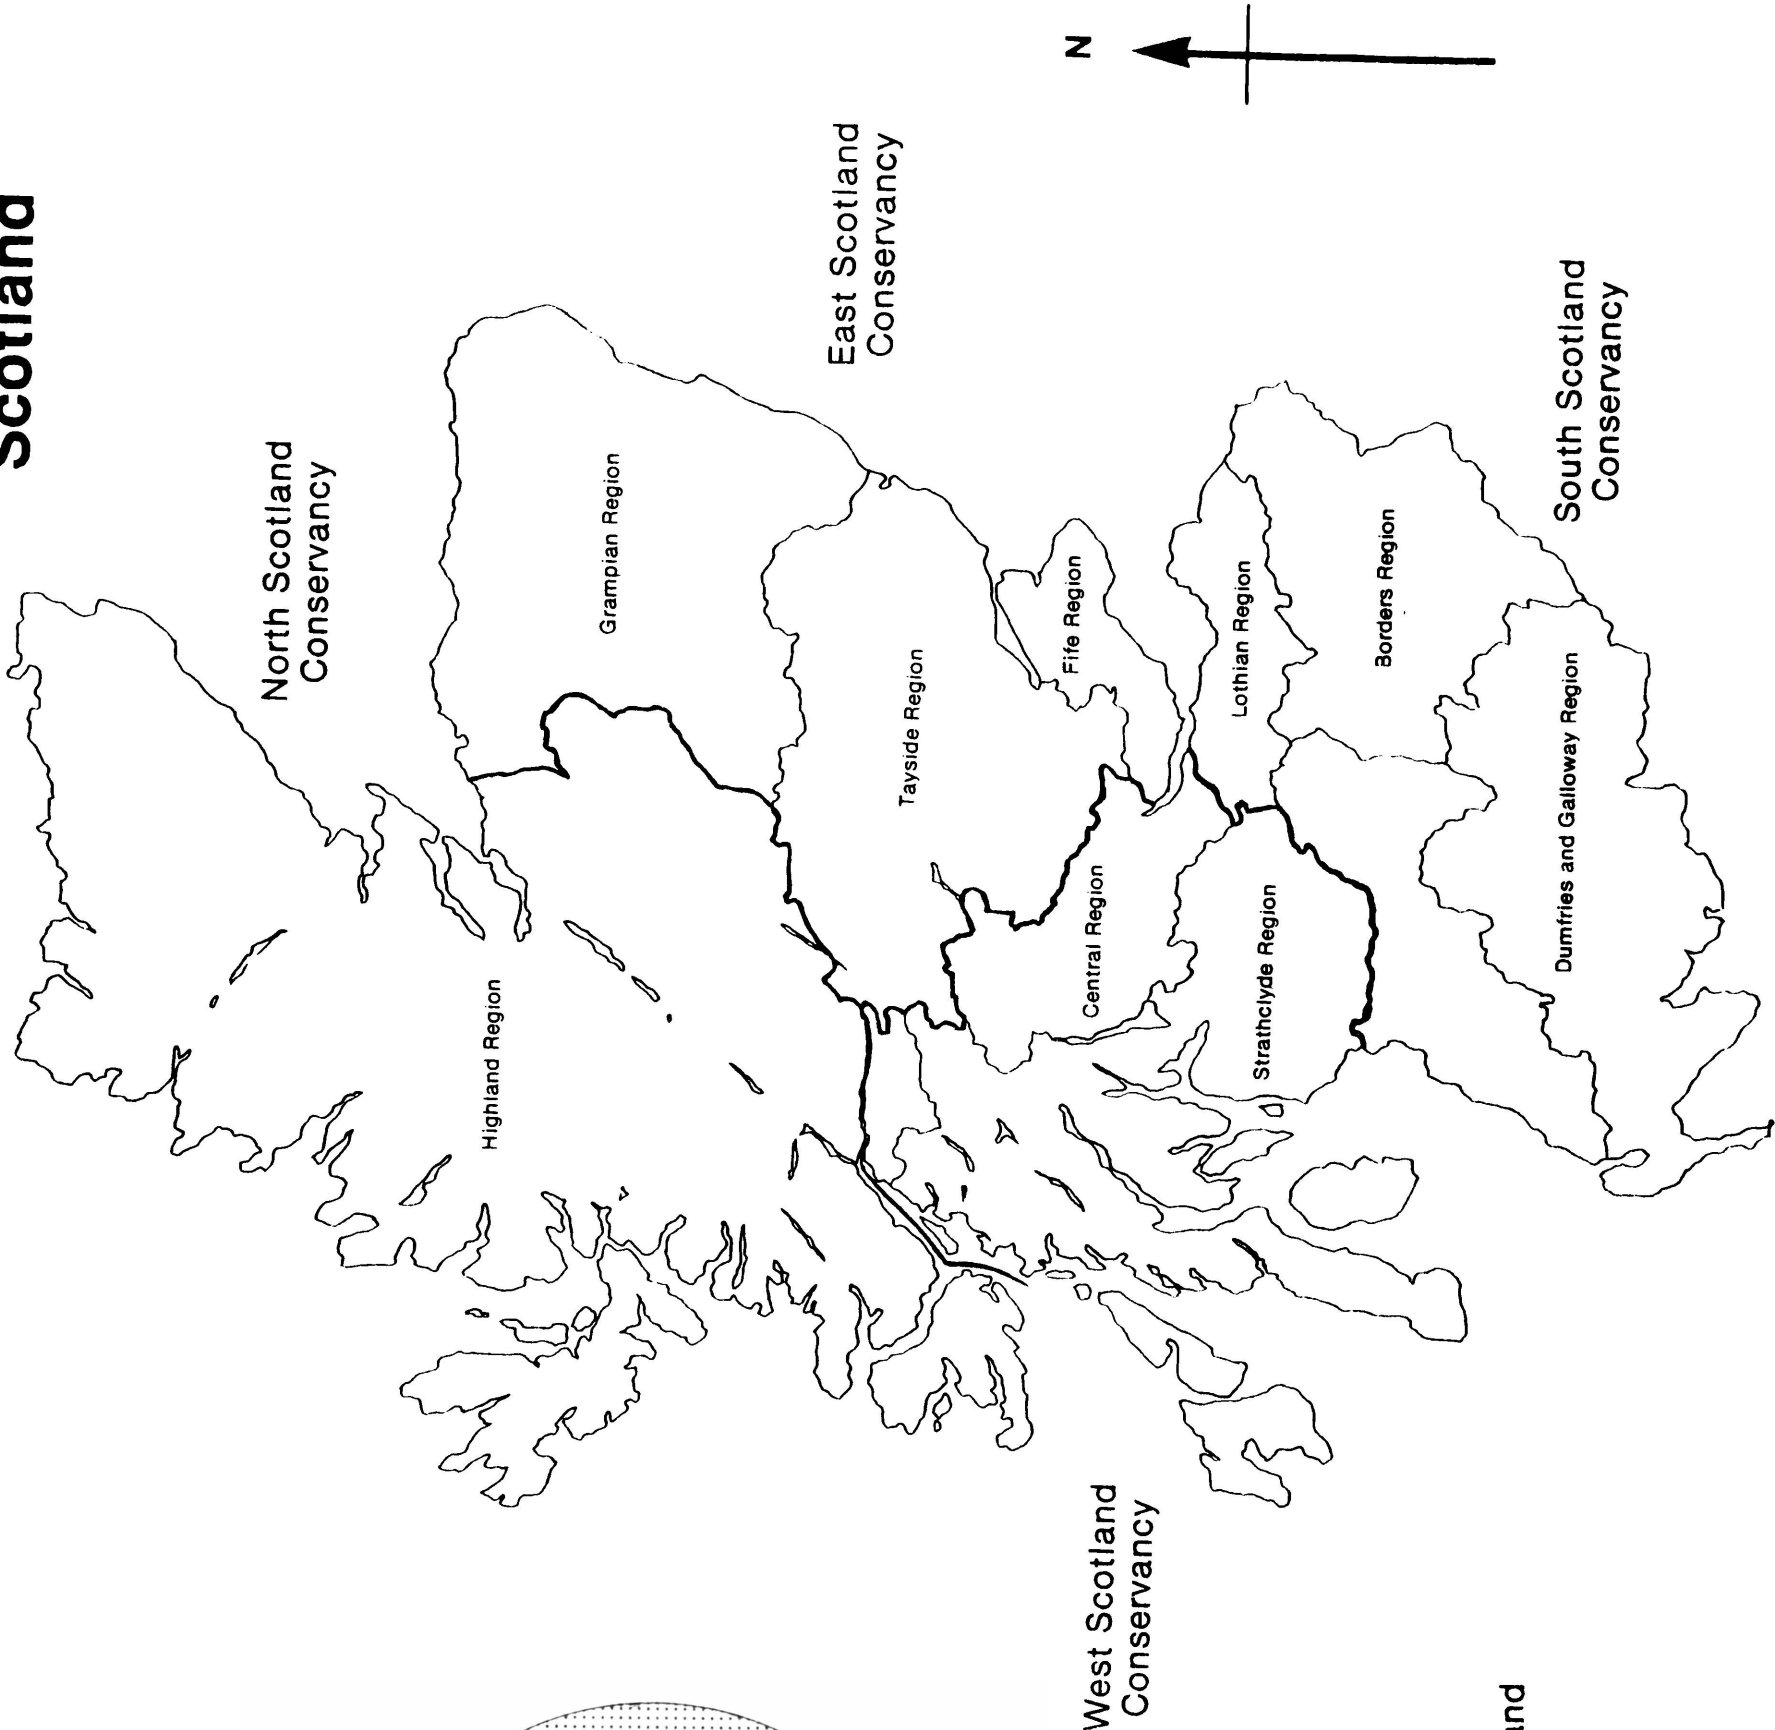 Scotland
N
North Scotland
Conservancy
East Scotland
Conservancy
Grampian Region
Highland Region
Tayside Region
Fife Region
Central Region
Lothian Region
Strathclyde Region
Borders Region
Dumfries and Galloway Region
West Scotland
Conservancy
South Scotland
Conservancy